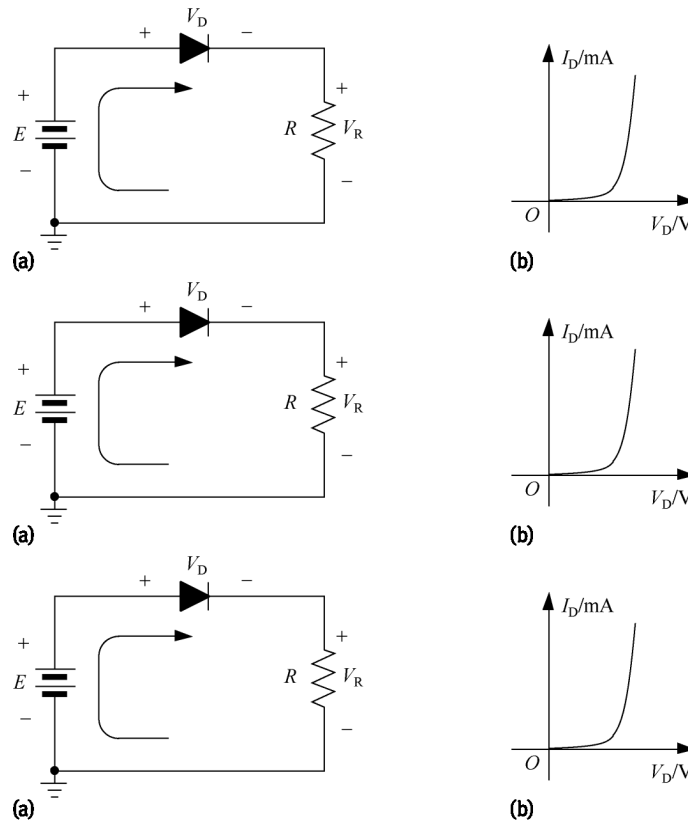 + V_D −
I_D/mA
+
E
−
R
+
V_R
−
O
V_D/V
(a)
(b)
+ V_D −
I_D/mA
+
E
−
R
+
V_R
−
O
V_D/V
(a)
(b)
+ V_D −
I_D/mA
+
E
−
R
+
V_R
−
O
V_D/V
(a)
(b)